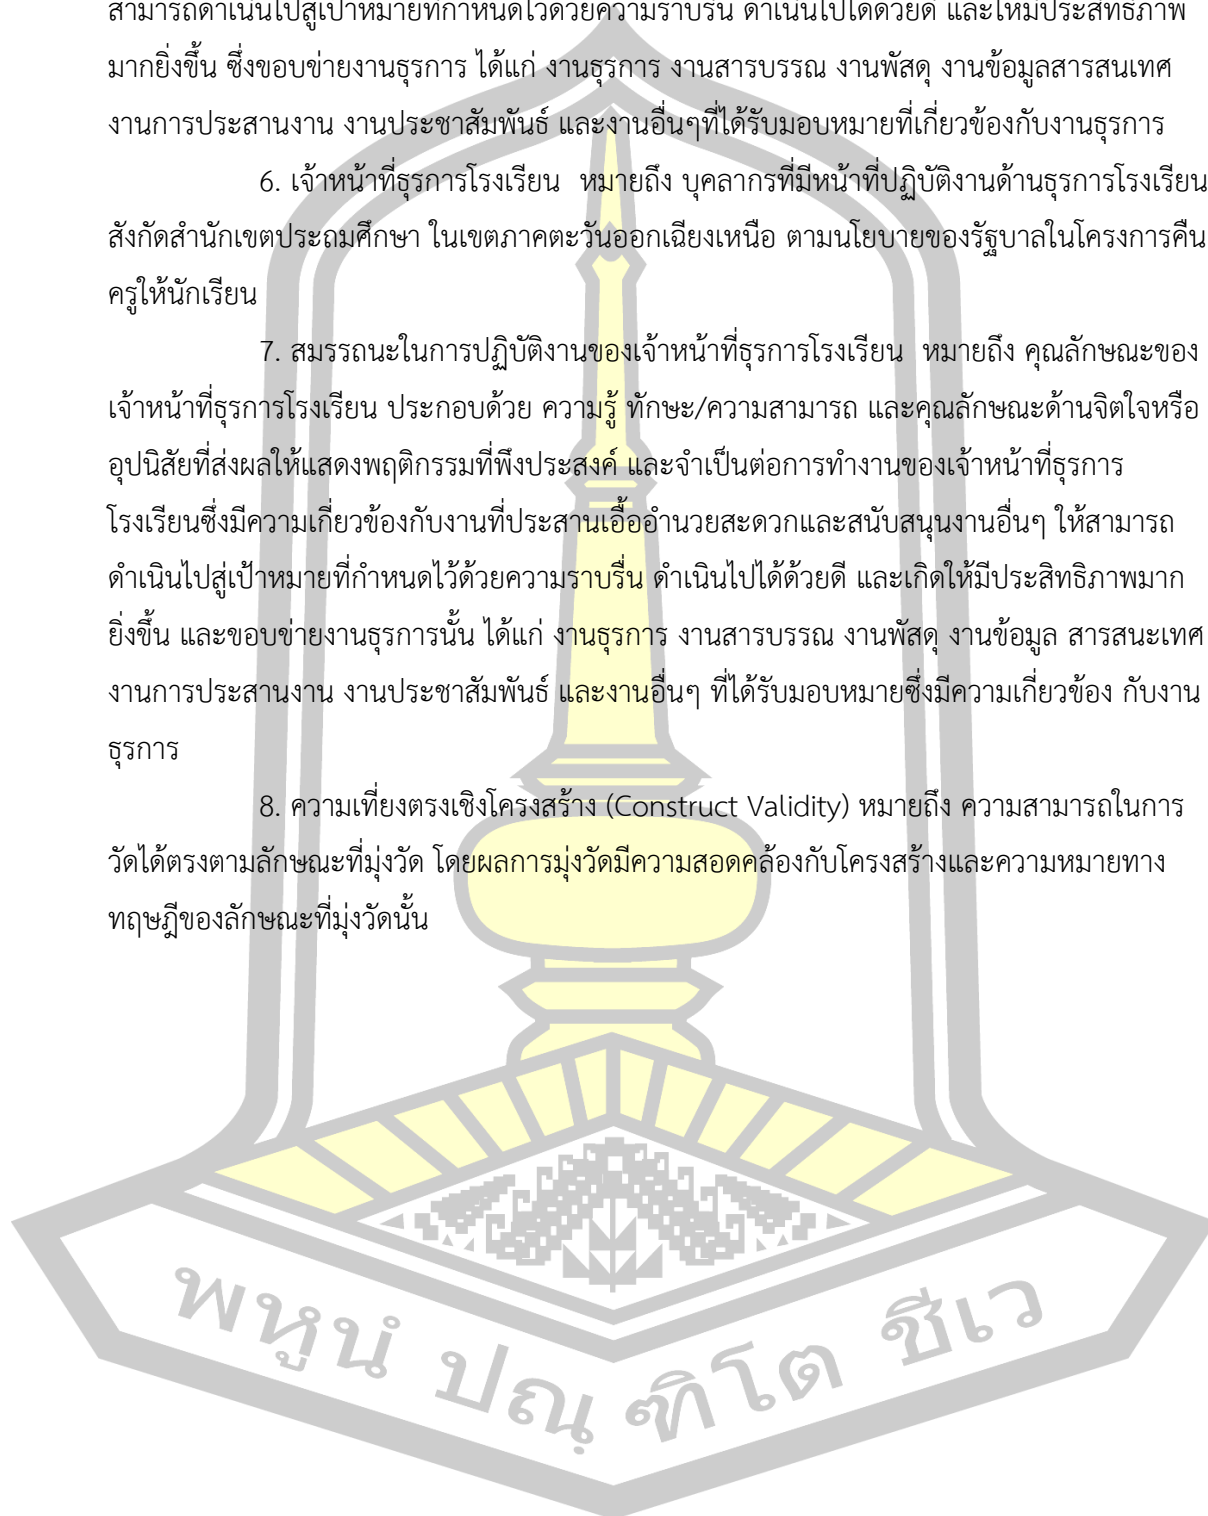 สามารถดำเนินไปสู่เป้าหมายที่กำหนดไว้ด้วยความราบรื่น ดำเนินไปได้ด้วยดี และให้มีประสิทธิภาพ
มากยิ่งขึ้น ซึ่งขอบข่ายงานธุรการ ได้แก่ งานธุรการ งานสารบรรณ งานพัสดุ งานข้อมูลสารสนเทศ
งานการประสานงาน งานประชาสัมพันธ์ และงานอื่นๆที่ได้รับมอบหมายที่เกี่ยวข้องกับงานธุรการ
6. เจ้าหน้าที่ธุรการโรงเรียน หมายถึง บุคลากรที่มีหน้าที่ปฏิบัติงานด้านธุรการโรงเรียน
สังกัดสำนักเขตประถมศึกษา ในเขตภาคตะวันออกเฉียงเหนือ ตามนโยบายของรัฐบาลในโครงการคืน
ครูให้นักเรียน
7. สมรรถนะในการปฏิบัติงานของเจ้าหน้าที่ธุรการโรงเรียน หมายถึง คุณลักษณะของ
เจ้าหน้าที่ธุรการโรงเรียน ประกอบด้วย ความรู้ ทักษะ/ความสามารถ และคุณลักษณะด้านจิตใจหรือ
อุปนิสัยที่ส่งผลให้แสดงพฤติกรรมที่พึงประสงค์ และจำเป็นต่อการทำงานของเจ้าหน้าที่ธุรการ
โรงเรียนซึ่งมีความเกี่ยวข้องกับงานที่ประสานเอื้ออำนวยสะดวกและสนับสนุนงานอื่นๆ ให้สามารถ
ดำเนินไปสู่เป้าหมายที่กำหนดไว้ด้วยความราบรื่น ดำเนินไปได้ด้วยดี และเกิดให้มีประสิทธิภาพมาก
ยิ่งขึ้น และขอบข่ายงานธุรการนั้น ได้แก่ งานธุรการ งานสารบรรณ งานพัสดุ งานข้อมูล สารสนะเทศ
งานการประสานงาน งานประชาสัมพันธ์ และงานอื่นๆ ที่ได้รับมอบหมายซึ่งมีความเกี่ยวข้อง กับงาน
ธุรการ
8. ความเที่ยงตรงเชิงโครงสร้าง (Construct Validity) หมายถึง ความสามารถในการ
วัดได้ตรงตามลักษณะที่มุ่งวัด โดยผลการมุ่งวัดมีความสอดคล้องกับโครงสร้างและความหมายทาง
ทฤษฎีของลักษณะที่มุ่งวัดนั้น
พหูนํ ปณฺ ฑิโต ชีเว